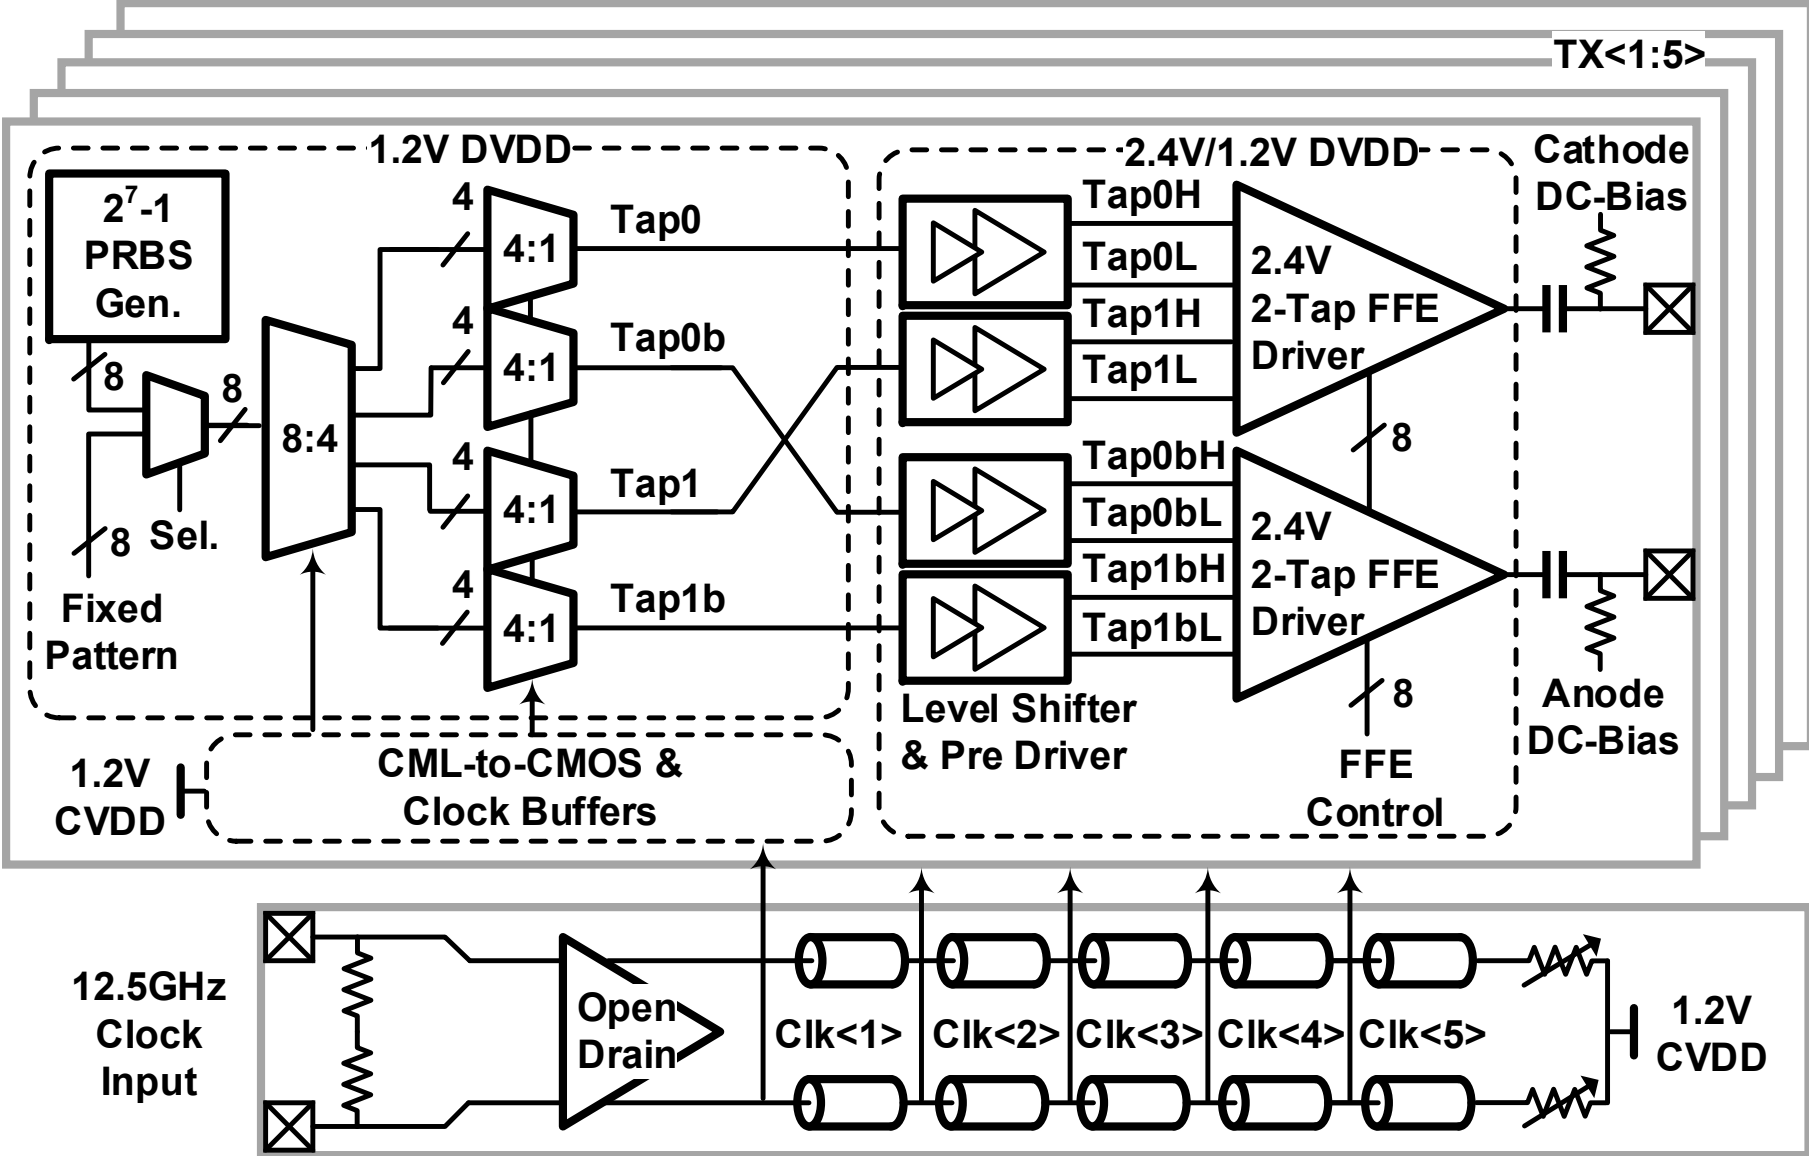 TX<1:5>
1.2V DVDD
2.4V/1.2V DVDD
Cathode
DC-Bias
2⁷-1
PRBS
Gen.
8
8
Sel.
8
Fixed
Pattern
8:4
4
4:1
Tap0
4
4:1
Tap0b
4
4:1
Tap1
4
4:1
Tap1b
Tap0H
Tap0L
Tap1H
Tap1L
2.4V
2-Tap FFE
Driver
8
Tap0bH
Tap0bL
Tap1bH
Tap1bL
2.4V
2-Tap FFE
Driver
8
Level Shifter
& Pre Driver
FFE
Control
Anode
DC-Bias
1.2V
CVDD
CML-to-CMOS &
Clock Buffers
12.5GHz
Clock
Input
Open
Drain
Clk<1>
Clk<2>
Clk<3>
Clk<4>
Clk<5>
1.2V
CVDD